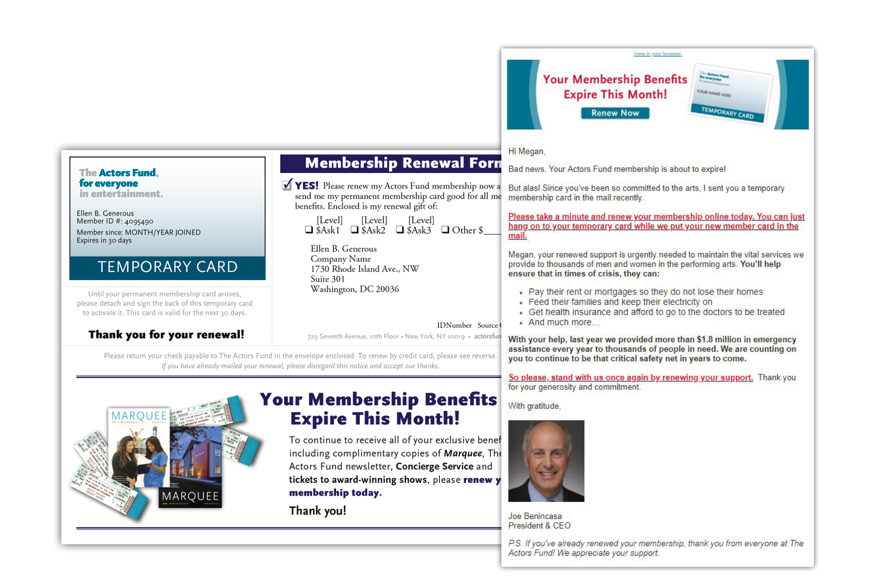 The Actors Fund,
for everyone
in entertainment.
Ellen B. Generous
Member ID #: 4095490
Member since: MONTH/YEAR JOINED
Expires in 30 days
TEMPORARY CARD
Until your permanent membership card arrives,
please detach and sign the back of this temporary card
to activate it. This card is valid for the next 30 days.
Thank you for your renewal!
Membership Renewal Form
YES! Please renew my Actors Fund membership now a
send me my permanent membership card good for all me
benefits. Enclosed is my renewal gift of:
[Level] [Level] [Level]
$Ask1 $Ask2 $Ask3 Other $____
Ellen B. Generous
Company Name
1730 Rhode Island Ave., NW
Suite 301
Washington, DC 20036
IDNumber Source
729 Seventh Avenue, 10th Floor • New York, NY 10019 • actorsfun
Please return your check payable to The Actors Fund in the envelope enclosed. To renew by credit card, please see reverse.
If you have already mailed your renewal, please disregard this notice and accept our thanks.
MARQUEE
MARQUEE
Your Membership Benefits
Expire This Month!
To continue to receive all of your exclusive benef
including complimentary copies of Marquee, The
Actors Fund newsletter, Concierge Service and
tickets to award-winning shows, please renew y
membership today.
Thank you!
View in your browser.
Your Membership Benefits
Expire This Month!
Renew Now
The Actors Fund
for everyone
in entertainment.
YOUR NAME HERE
TEMPORARY CARD
Hi Megan,
Bad news. Your Actors Fund membership is about to expire!
But alas! Since you've been so committed to the arts, I sent you a temporary
membership card in the mail recently.
Please take a minute and renew your membership online today. You can just
hang on to your temporary card while we put your new member card in the
mail.
Megan, your renewed support is urgently needed to maintain the vital services we
provide to thousands of men and women in the performing arts. You'll help
ensure that in times of crisis, they can:
• Pay their rent or mortgages so they do not lose their homes
• Feed their families and keep their electricity on
• Get health insurance and afford to go to the doctors to be treated
• And much more…
With your help, last year we provided more than $1.8 million in emergency
assistance every year to thousands of people in need. We are counting on
you to continue to be that critical safety net in years to come.
So please, stand with us once again by renewing your support. Thank you
for your generosity and commitment.
With gratitude,
Joe Benincasa
President & CEO
P.S. If you've already renewed your membership, thank you from everyone at The
Actors Fund! We appreciate your support.